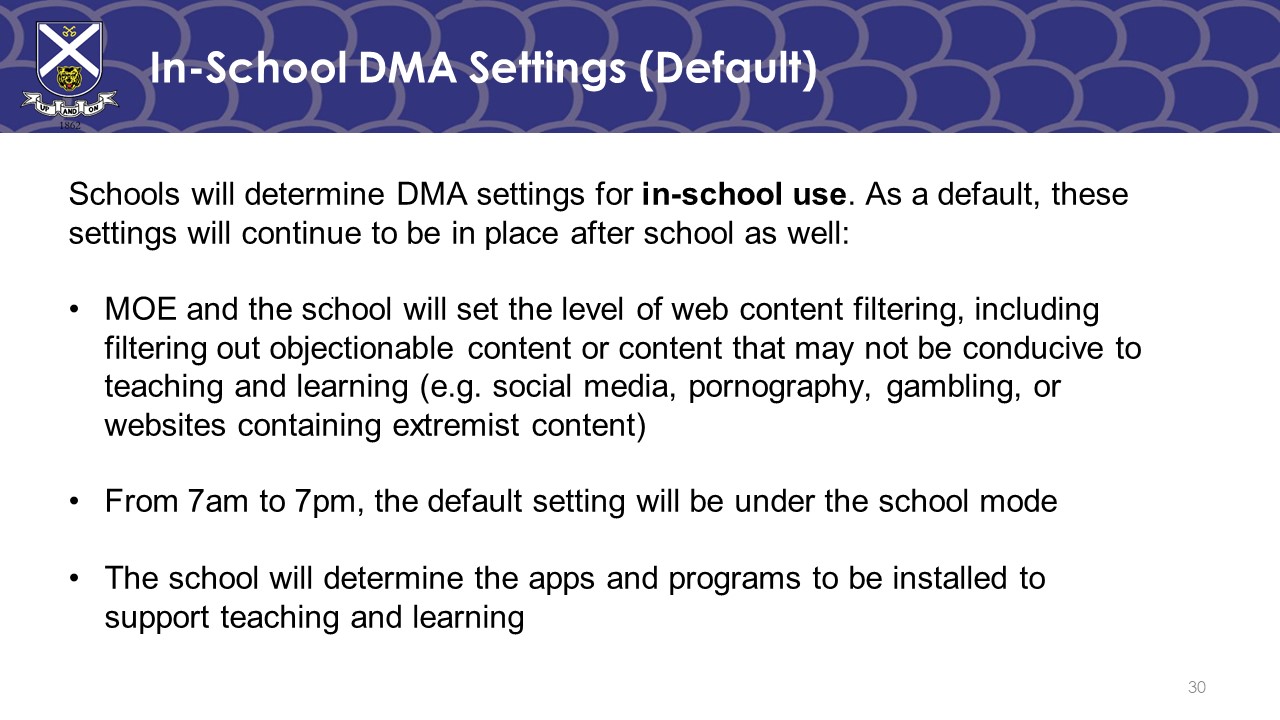 In-School DMA Settings (Default)
UP AND ON
1862
Schools will determine DMA settings for in-school use. As a default, these
settings will continue to be in place after school as well:
• MOE and the school will set the level of web content filtering, including
filtering out objectionable content or content that may not be conducive to
teaching and learning (e.g. social media, pornography, gambling, or
websites containing extremist content)
• From 7am to 7pm, the default setting will be under the school mode
• The school will determine the apps and programs to be installed to
support teaching and learning
30